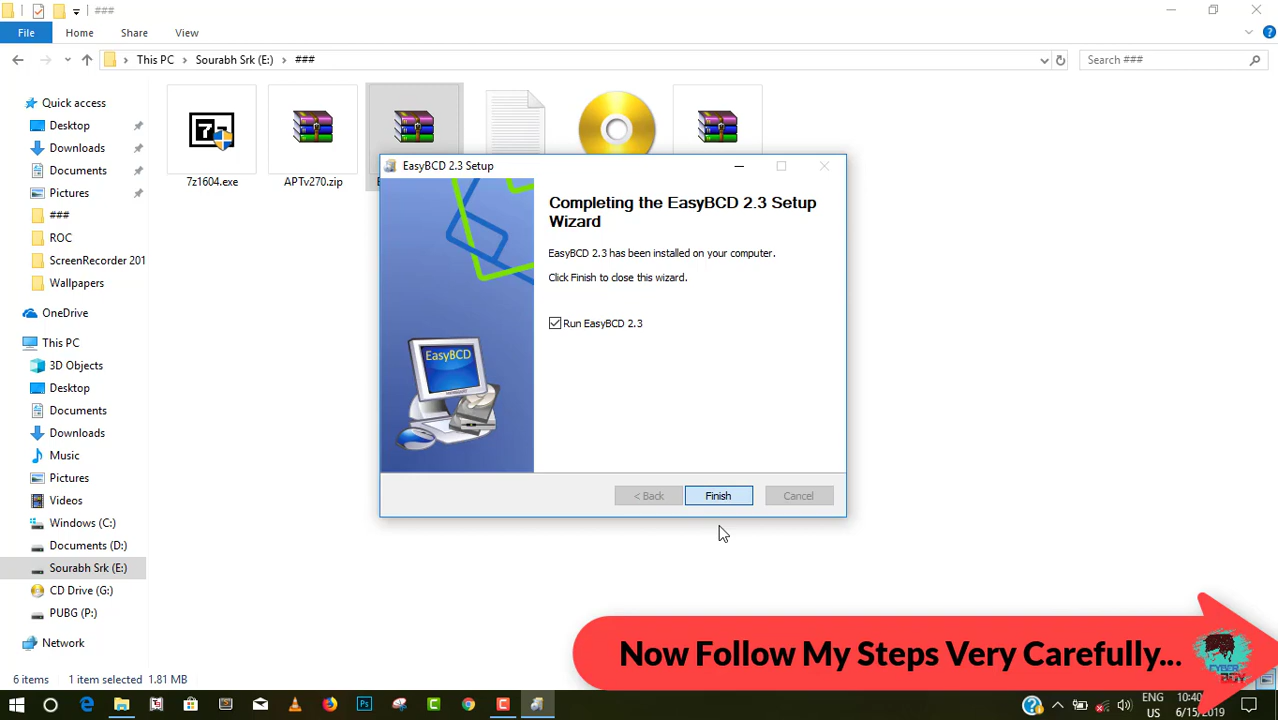 ###
File
Home
Share
View
This PC
Sourabh Srk (E:)
###
Search ###
Quick access
Desktop
Downloads
Documents
Pictures
###
ROC
ScreenRecorder 201
Wallpapers
OneDrive
This PC
3D Objects
Desktop
Documents
Downloads
Music
Pictures
Videos
Windows (C:)
Documents (D:)
Sourabh Srk (E:)
CD Drive (G:)
PUBG (P:)
Network
7z1604.exe
APTv270.zip
EasyBCD 2.3 Setup
Completing the EasyBCD 2.3 Setup
Wizard
EasyBCD 2.3 has been installed on your computer.
Click Finish to close this wizard.
Run EasyBCD 2.3
EasyBCD
< Back
Finish
Cancel
Now Follow My Steps Very Carefully...
6 items
1 item selected 1.81 MB
ENG
US
6/15/2019